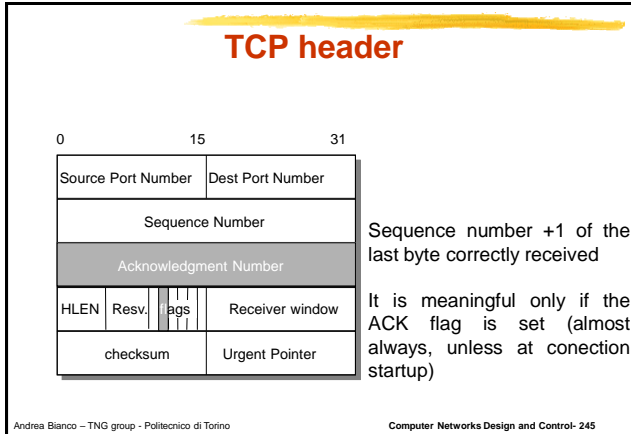 TCP header
0 15 31
Source Port Number Dest Port Number
Sequence Number
Acknowledgment Number
HLEN Resv. flags Receiver window
checksum Urgent Pointer
Sequence number +1 of the
last byte correctly received
It is meaningful only if the
ACK flag is set (almost
always, unless at conection
startup)
Andrea Bianco – TNG group - Politecnico di Torino Computer Networks Design and Control- 245